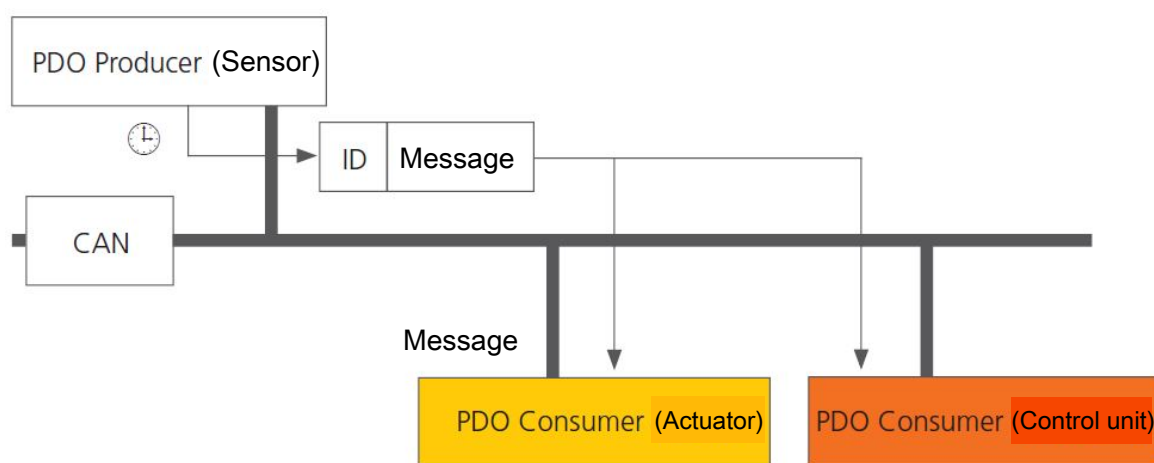 PDO Producer (Sensor)
ID Message
CAN
Message
PDO Consumer (Actuator)
PDO Consumer (Control unit)